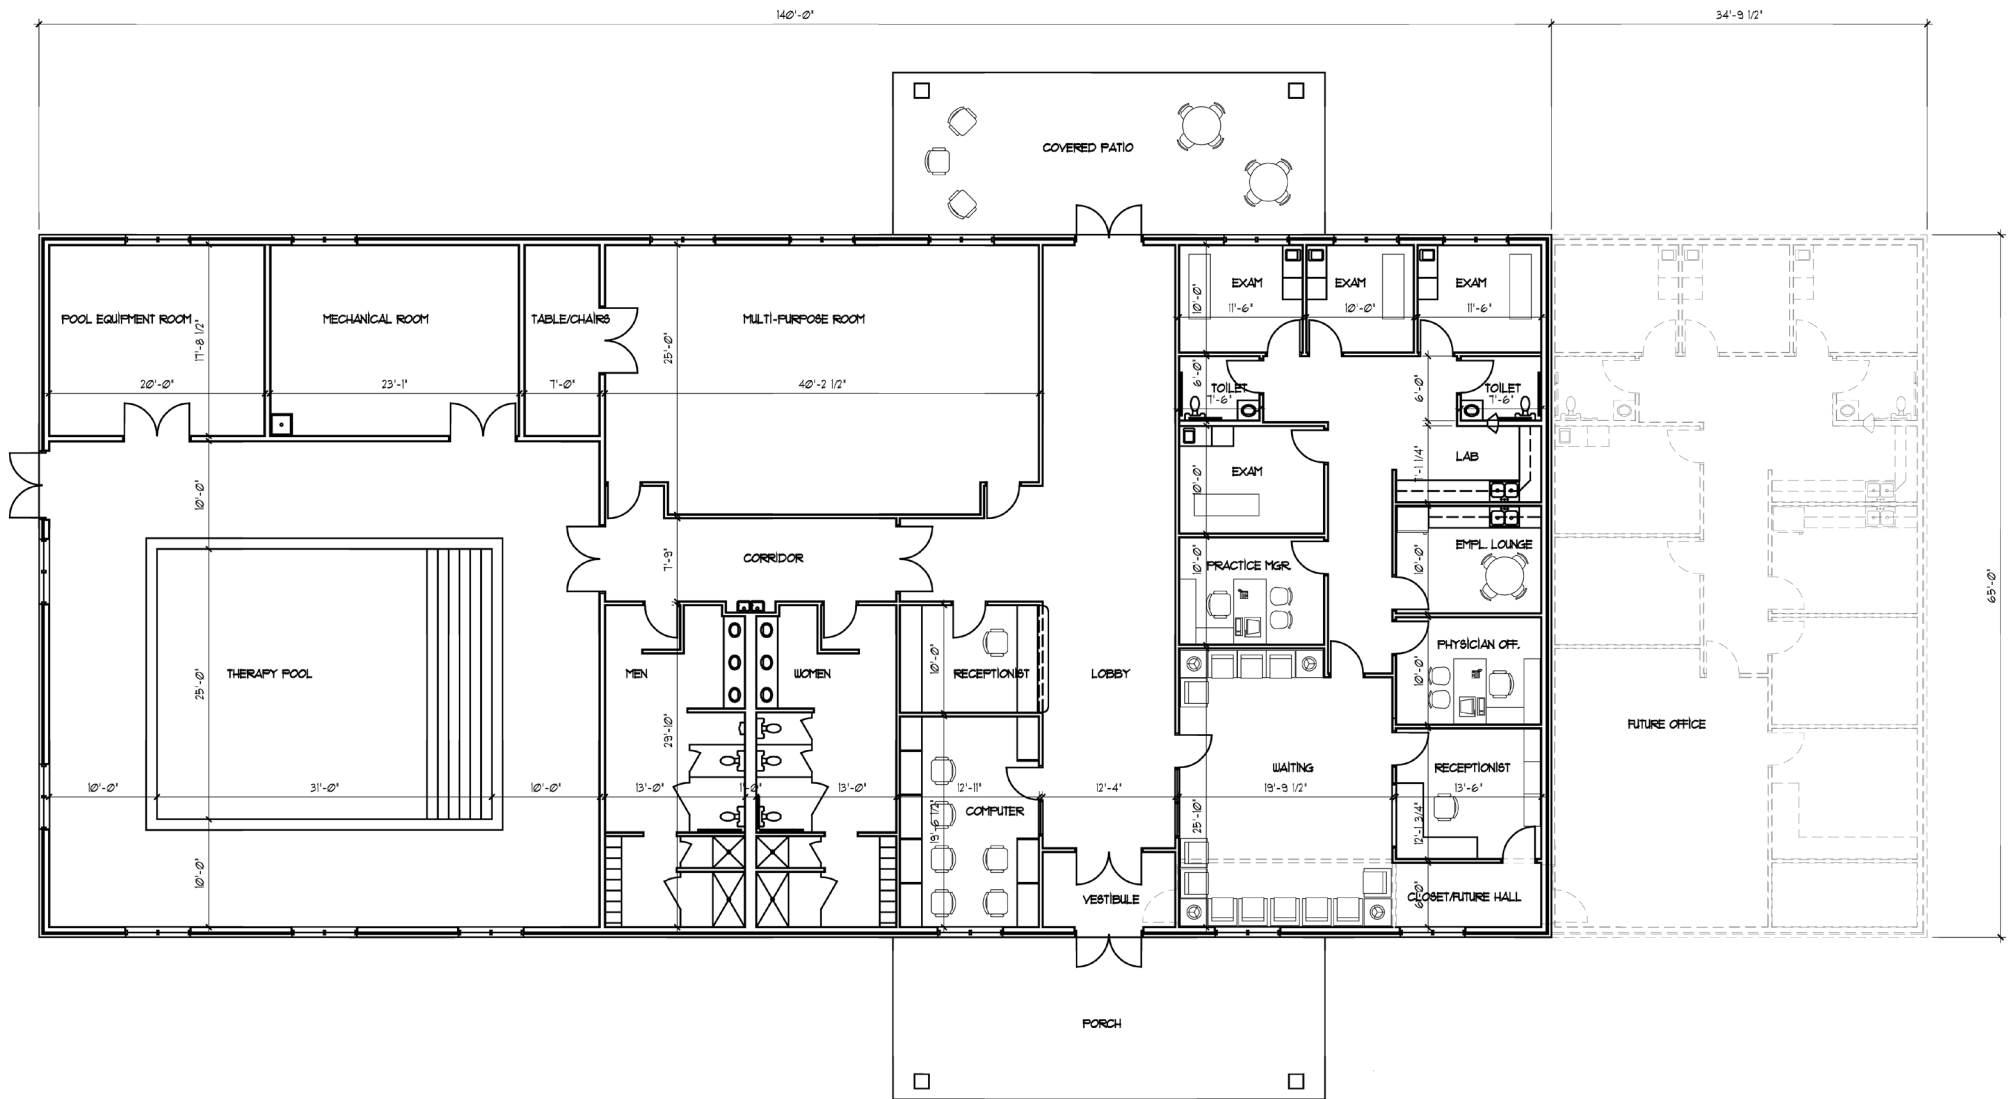 140'-0"
34'-9 1/2"
COVERED PATIO
POOL EQUIPMENT ROOM
17'-8 1/2"
20'-0"
MECHANICAL ROOM
23'-1"
TABLE/CHAIRS
7'-0"
MULTI-PURPOSE ROOM
25'-0"
40'-2 1/2"
EXAM
11'-6"
10'-0"
EXAM
10'-0"
EXAM
11'-6"
TOILET
7'-6"
6'-0"
TOILET
7'-6"
6'-0"
EXAM
10'-0"
LAB
7'-1 1/4"
EMPL. LOUNGE
10'-0"
PRACTICE MGR.
10'-0"
PHYSICIAN OFF.
10'-0"
10'-0"
CORRIDOR
7'-9"
THERAPY POOL
25'-0"
10'-0"
31'-0"
10'-0"
10'-0"
MEN
29'-10"
13'-0"
1'-0"
WOMEN
13'-0"
RECEPTIONIST
10'-0"
12'-11"
COMPUTER
19'-6 1/2"
LOBBY
12'-4"
VESTIBULE
WAITING
19'-9 1/2"
25'-10"
RECEPTIONIST
13'-6"
12'-1 3/4"
CLOSET/FUTURE HALL
6'-0"
FUTURE OFFICE
65'-0"
PORCH